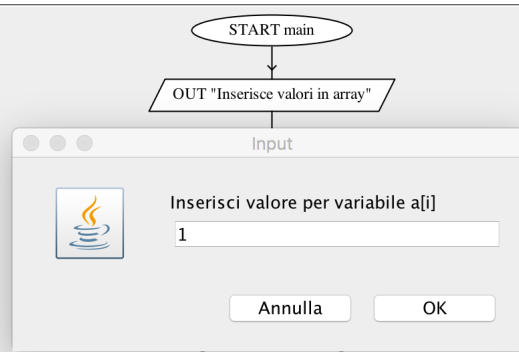 START main
OUT "Inserisce valori in array"
Input
Inserisci valore per variabile a[i]
1
Annulla
OK